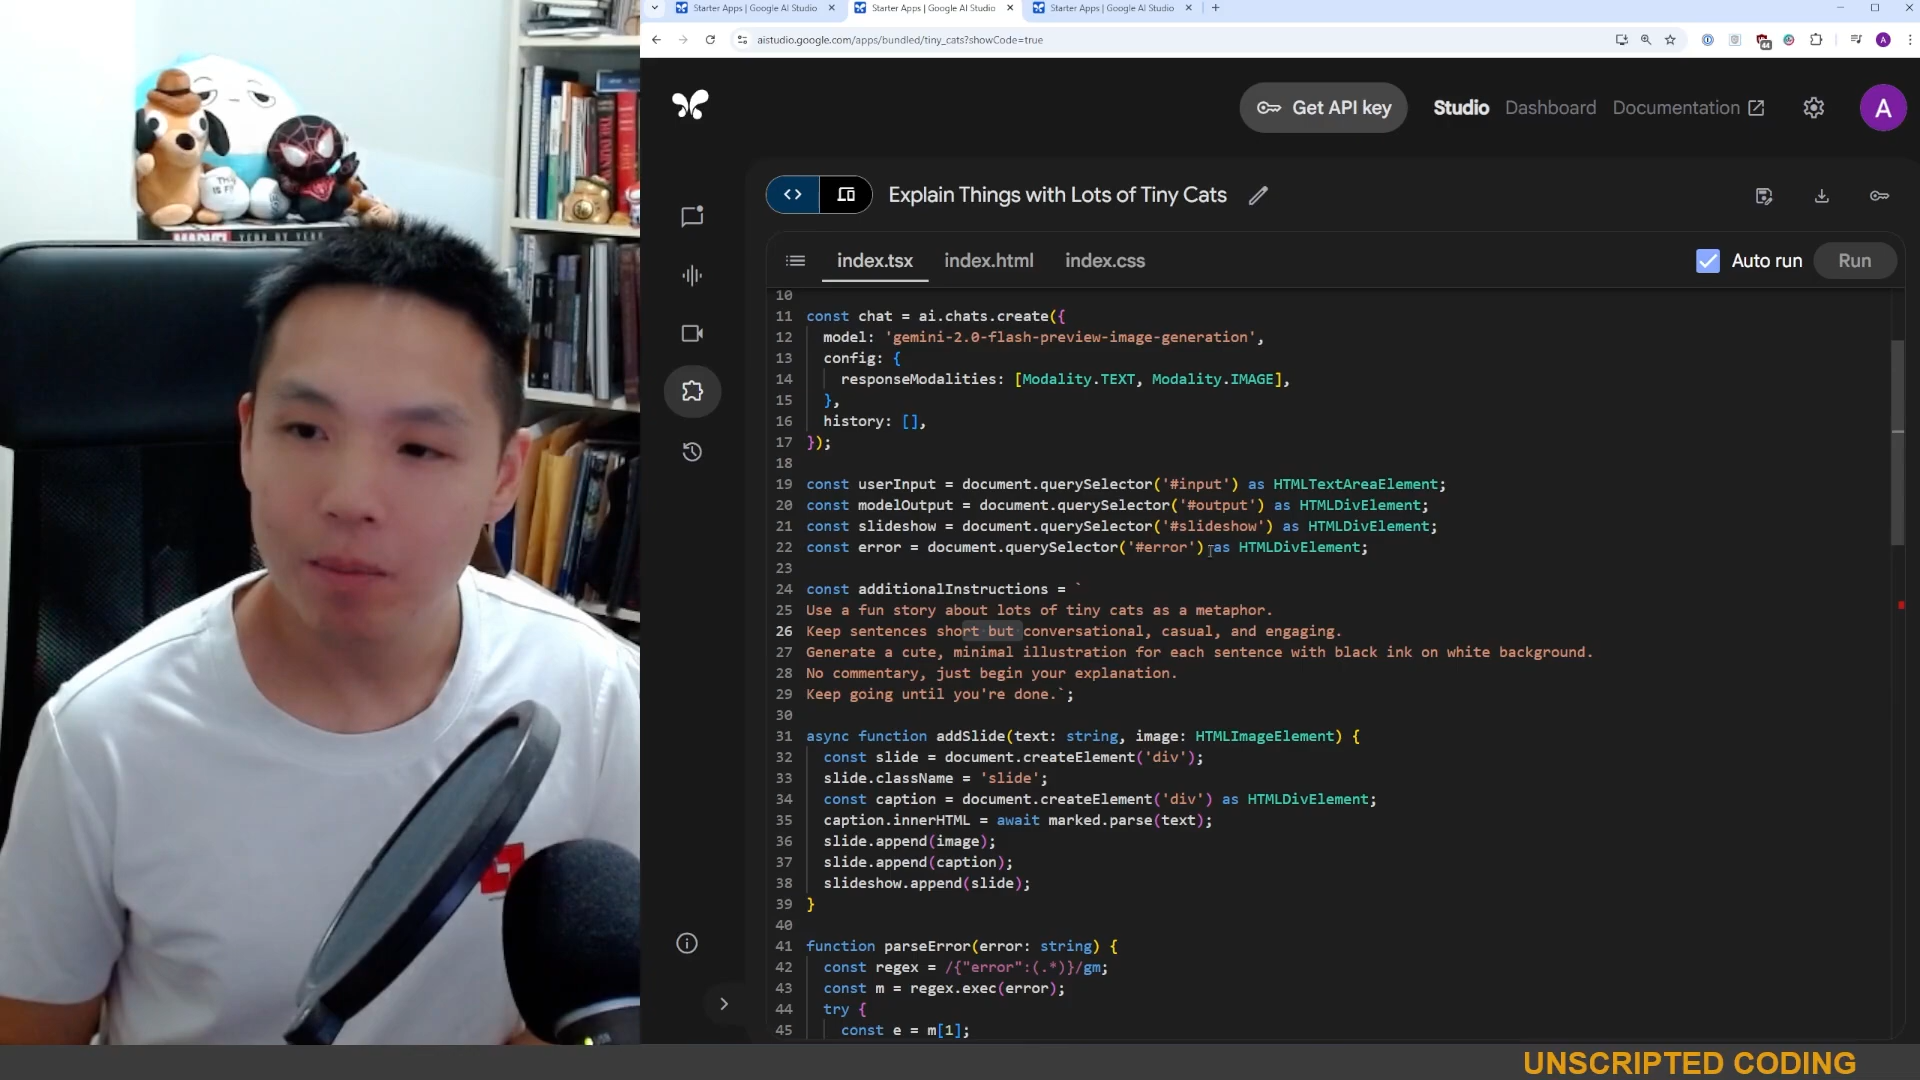 Starter Apps | Google AI Studio
Starter Apps | Google AI Studio
Starter Apps | Google AI Studio
aistudio.google.com/apps/bundled/tiny_cats?showCode=true
44
A
Get API key
Studio
Dashboard
Documentation
A
Explain Things with Lots of Tiny Cats
index.tsx
index.html
index.css
Auto run
Run
10
11 const chat = ai.chats.create({
12 model: 'gemini-2.0-flash-preview-image-generation',
13 config: {
14 responseModalities: [Modality.TEXT, Modality.IMAGE],
15 },
16 history: [],
17 });
18
19 const userInput = document.querySelector('#input') as HTMLTextAreaElement;
20 const modelOutput = document.querySelector('#output') as HTMLDivElement;
21 const slideshow = document.querySelector('#slideshow') as HTMLDivElement;
22 const error = document.querySelector('#error') as HTMLDivElement;
23
24 const additionalInstructions = `
25 Use a fun story about lots of tiny cats as a metaphor.
26 Keep sentences short but conversational, casual, and engaging.
27 Generate a cute, minimal illustration for each sentence with black ink on white background.
28 No commentary, just begin your explanation.
29 Keep going until you're done.`;
30
31 async function addSlide(text: string, image: HTMLImageElement) {
32 const slide = document.createElement('div');
33 slide.className = 'slide';
34 const caption = document.createElement('div') as HTMLDivElement;
35 caption.innerHTML = await marked.parse(text);
36 slide.append(image);
37 slide.append(caption);
38 slideshow.append(slide);
39 }
40
41 function parseError(error: string) {
42 const regex = /{"error":(.*)}/gm;
43 const m = regex.exec(error);
44 try {
45 const e = m[1];
THIS
IS F
MARVEL YEAR BY YEAR
UNSCRIPTED CODING